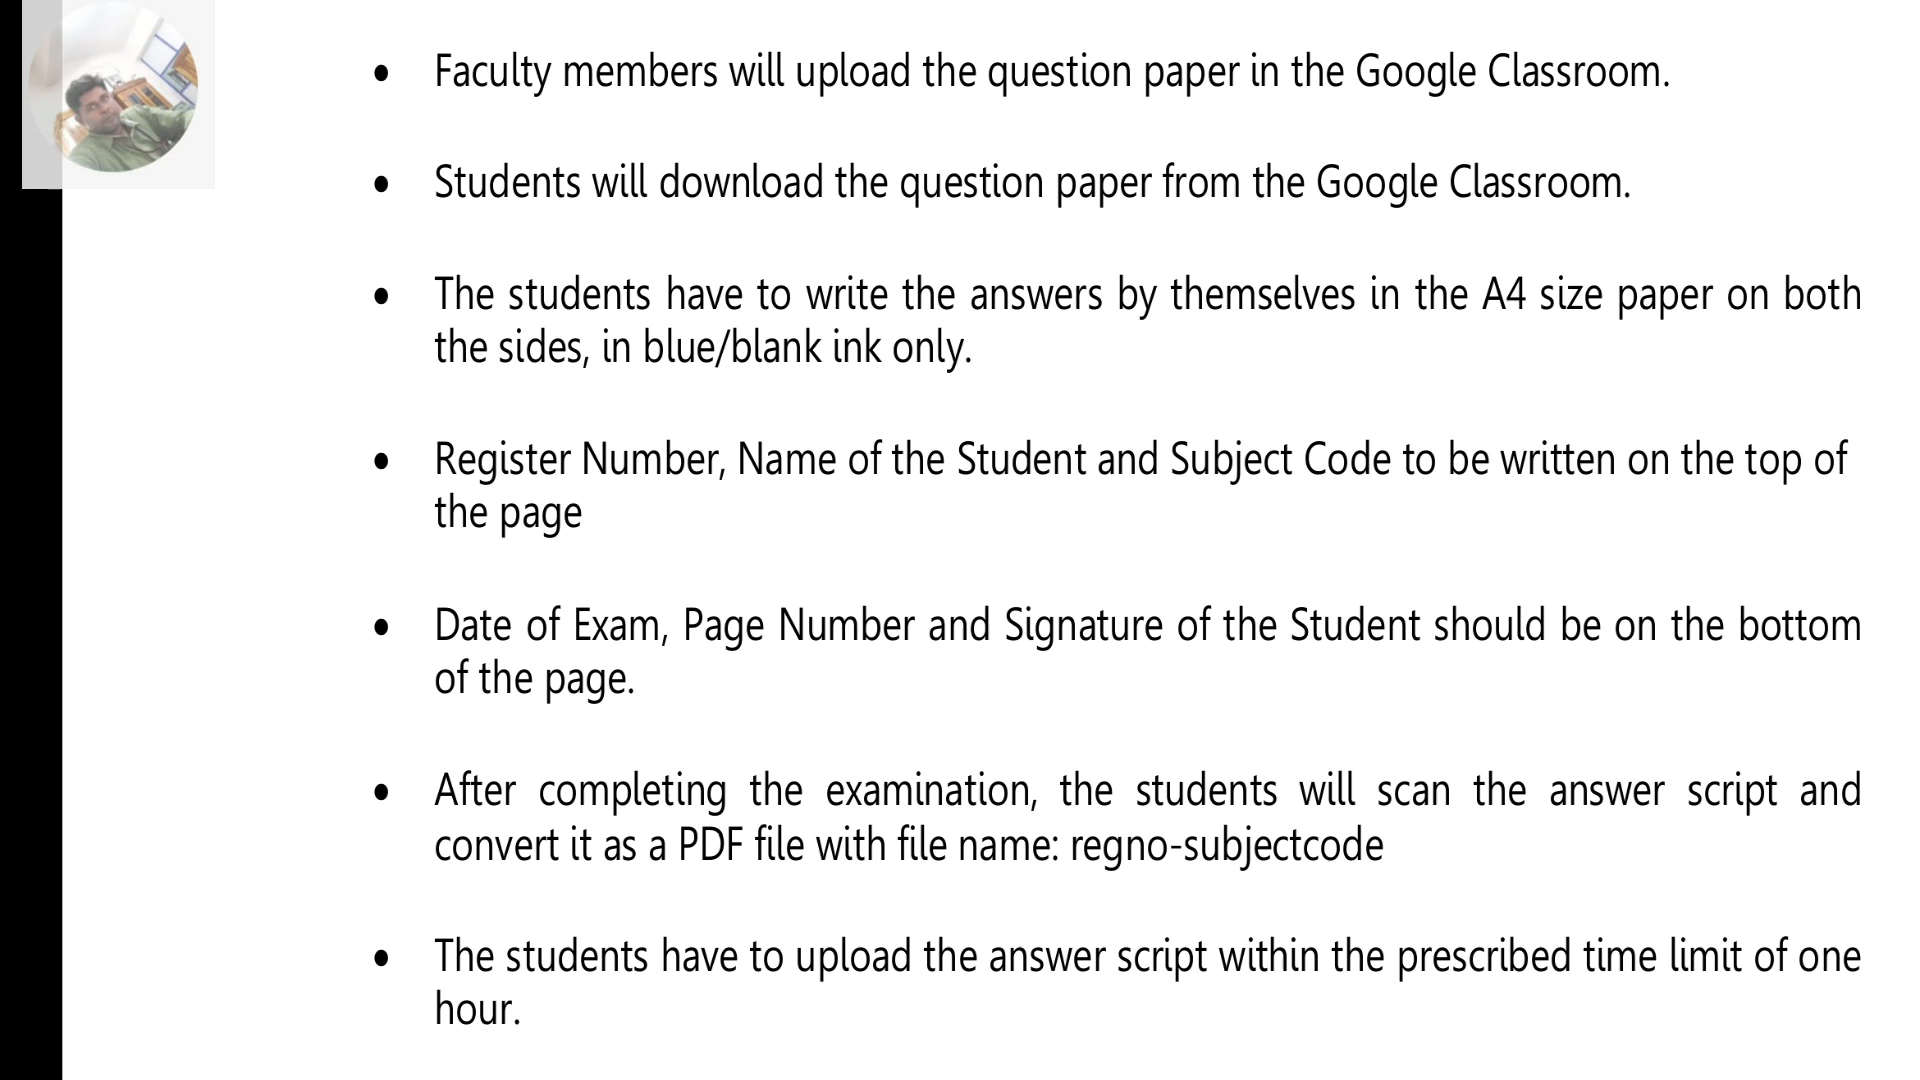 • Faculty members will upload the question paper in the Google Classroom.
• Students will download the question paper from the Google Classroom.
• The students have to write the answers by themselves in the A4 size paper on both
the sides, in blue/blank ink only.
• Register Number, Name of the Student and Subject Code to be written on the top of
the page
• Date of Exam, Page Number and Signature of the Student should be on the bottom
of the page.
• After completing the examination, the students will scan the answer script and
convert it as a PDF file with file name: regno-subjectcode
• The students have to upload the answer script within the prescribed time limit of one
hour.